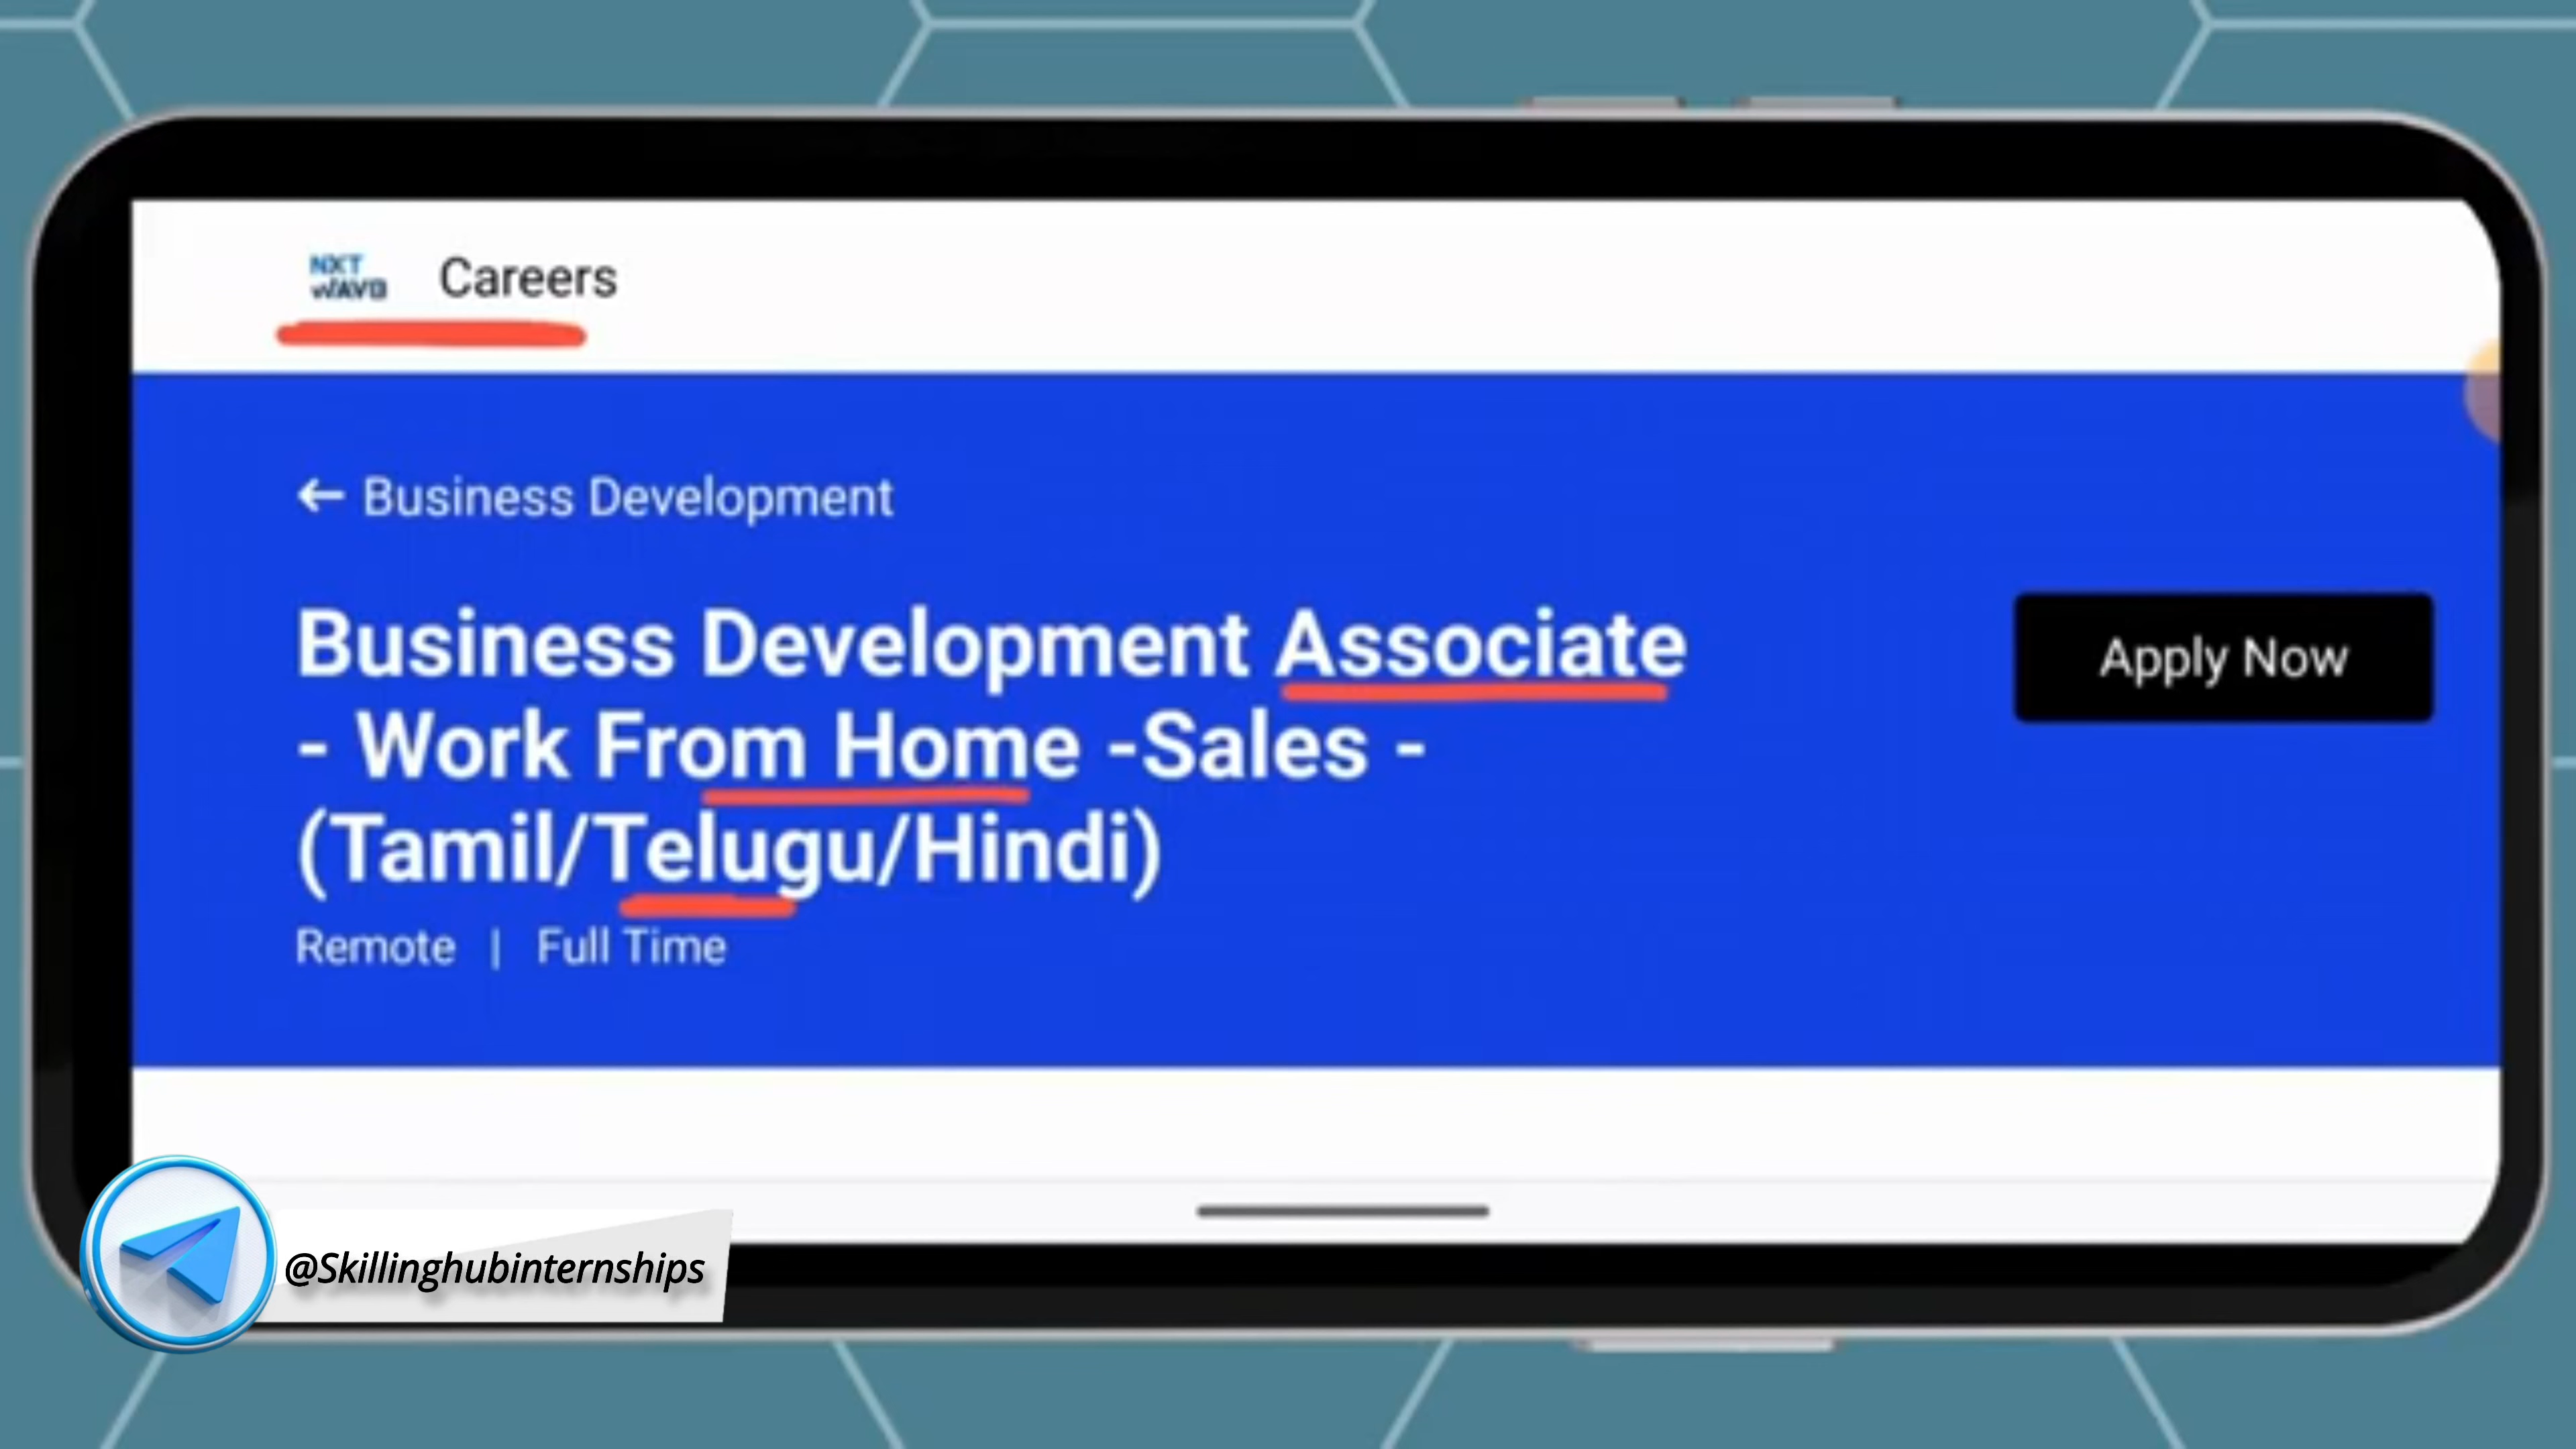 NXT
WAVE
Careers
← Business Development
Business Development Associate
- Work From Home -Sales -
(Tamil/Telugu/Hindi)
Apply Now
Remote | Full Time
@Skillinghubinternships